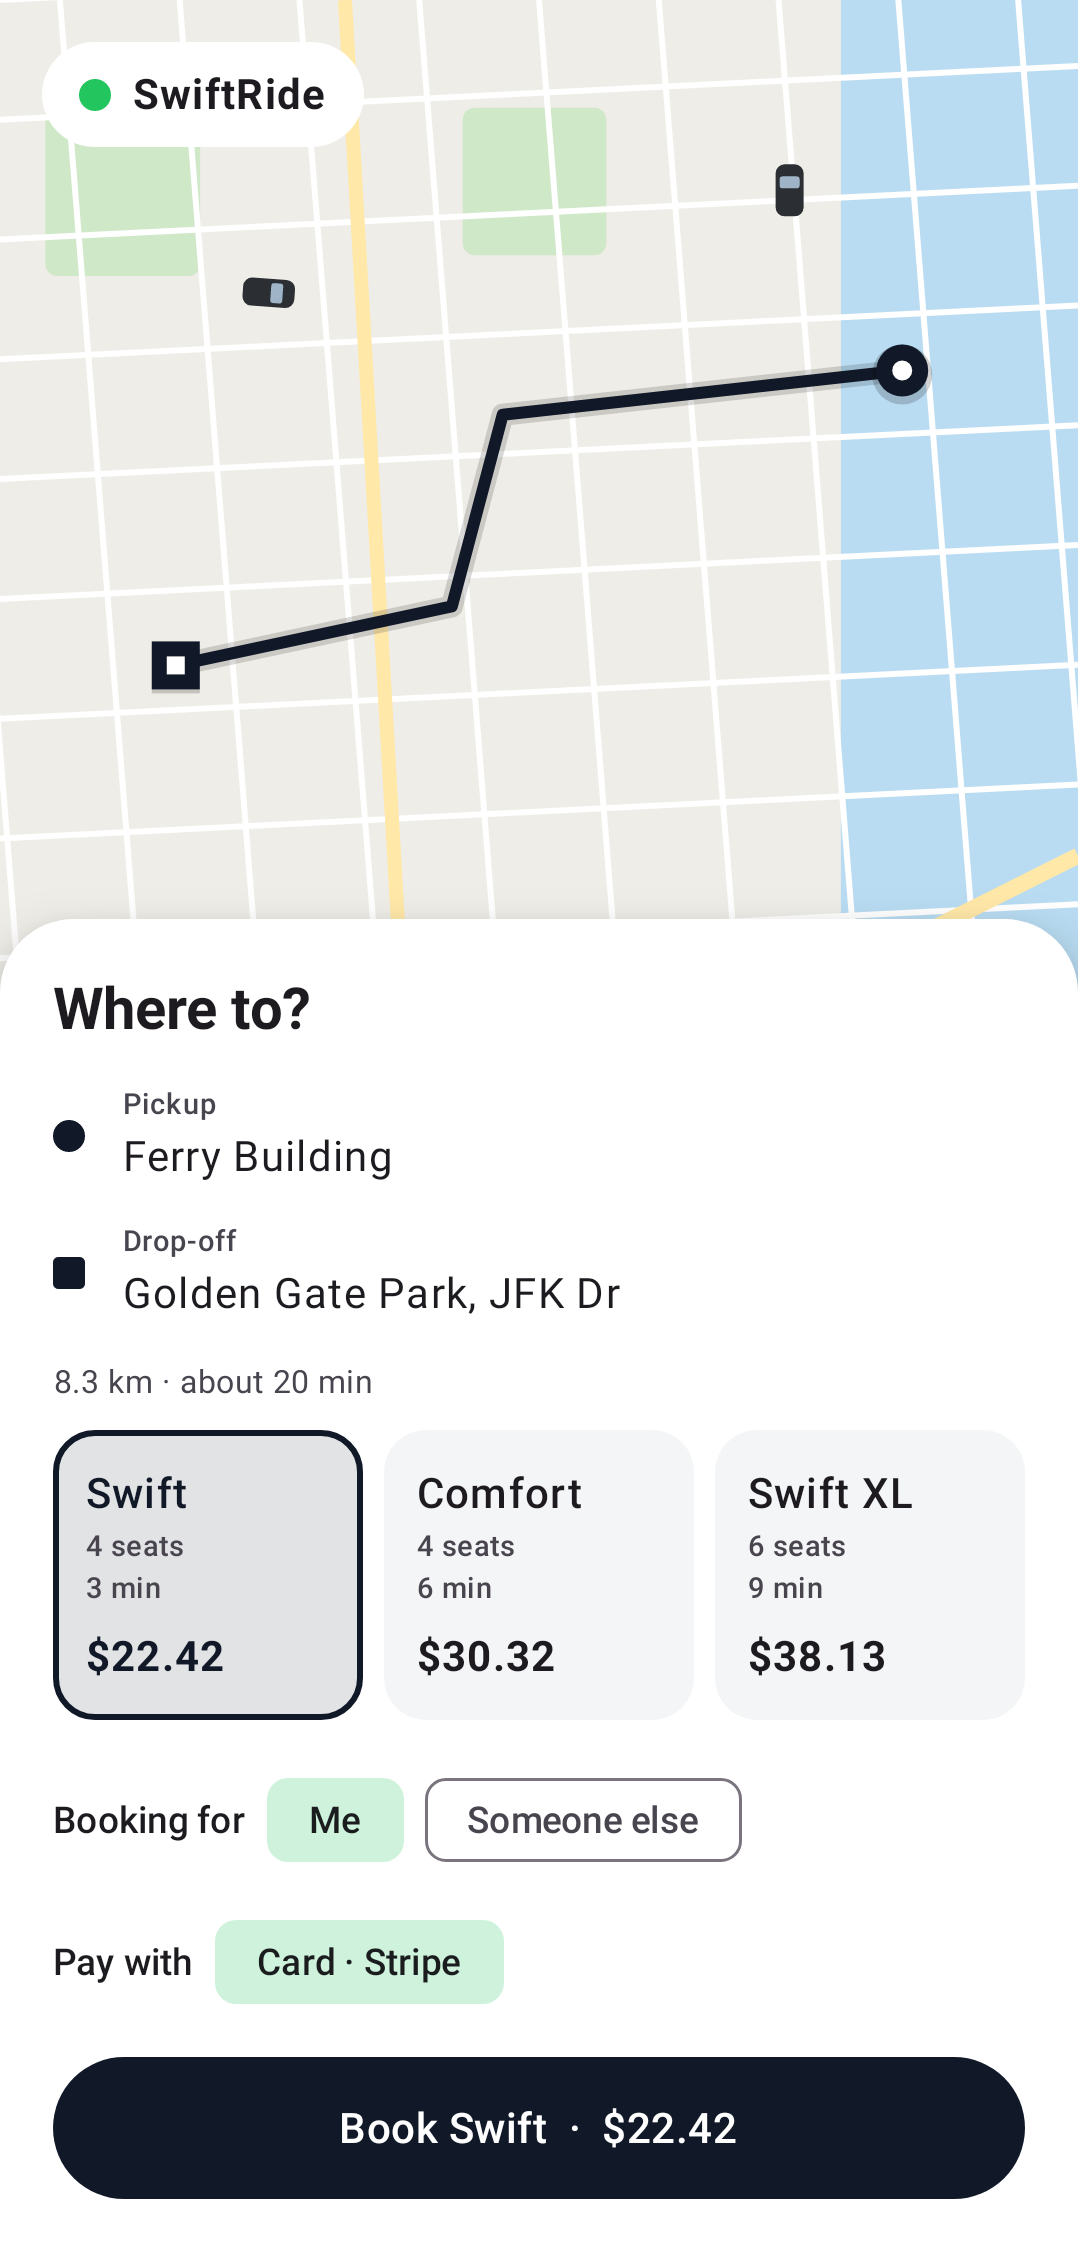 SwiftRide
Where to?
Pickup
Ferry Building
Drop-off
Golden Gate Park, JFK Dr
8.3 km · about 20 min
Swift
4 seats
3 min
$22.42
Comfort
4 seats
6 min
$30.32
Swift XL
6 seats
9 min
$38.13
Booking for Me Someone else
Pay with Card · Stripe
Book Swift · $22.42